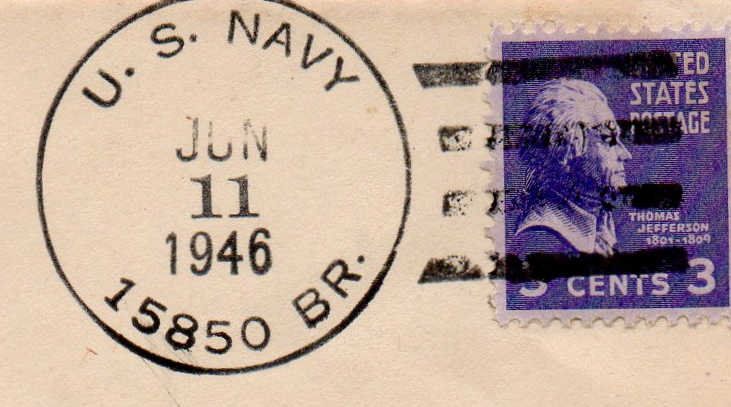 U. S. NAVY
JUN
11
1946
15850 BR.
UNITED
STATES
POSTAGE
THOMAS
JEFFERSON
1801-1809
3 CENTS 3